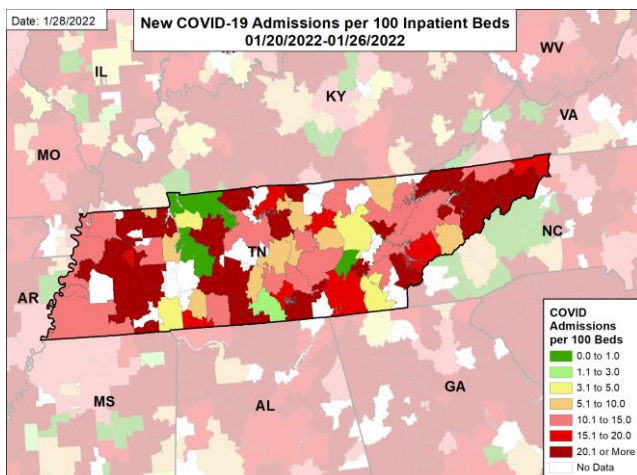 Date: 1/28/2022
New COVID-19 Admissions per 100 Inpatient Beds
01/20/2022-01/26/2022
WV
IL
KY
VA
MO
TN
NC
AR
MS
AL
GA
COVID
Admissions
per 100 Beds
0.0 to 1.0
1.1 to 3.0
3.1 to 5.0
5.1 to 10.0
10.1 to 15.0
15.1 to 20.0
20.1 or More
No Data